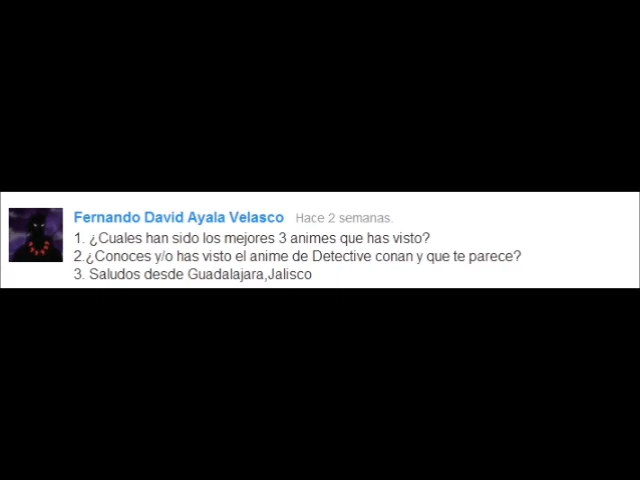 Fernando David Ayala Velasco Hace 2 semanas.
1. ¿Cuales han sido los mejores 3 animes que has visto?
2.¿Conoces y/o has visto el anime de Detective conan y que te parece?
3. Saludos desde Guadalajara,Jalisco